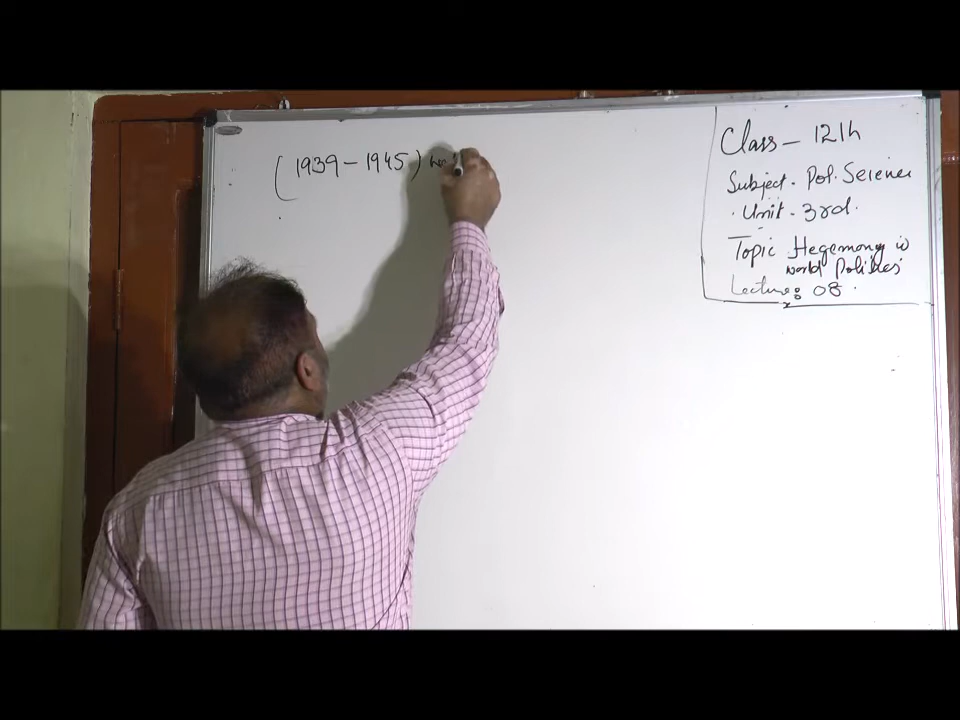 (1939 - 1945)
Class - 12th
Subject. Pol. Science
Unit - 3rd.
Topic Hegemony in
world Politics
Lecture: 08.